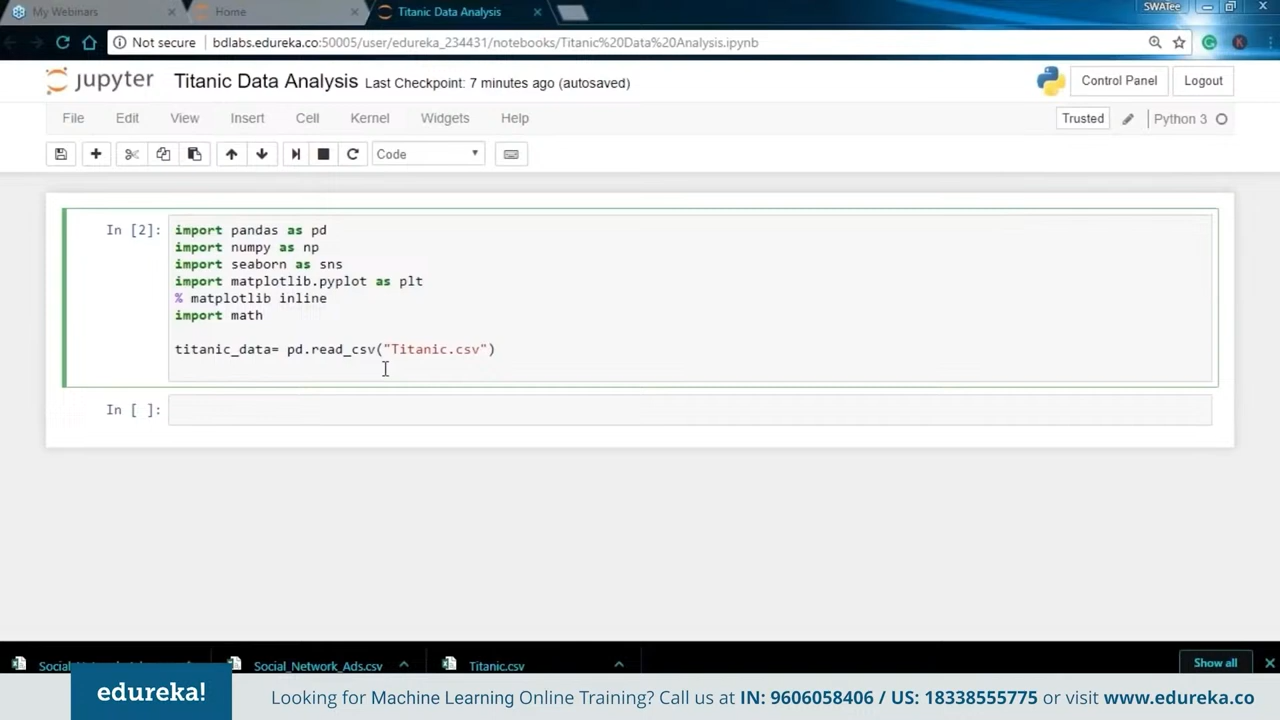 My Webinars
Home
Titanic Data Analysis
SWATee
Not secure
bdlabs.edureka.co:50005/user/edureka_234431/notebooks/Titanic%20Data%20Analysis.ipynb
K
jupyter
Titanic Data Analysis Last Checkpoint: 7 minutes ago (autosaved)
Control Panel
Logout
File Edit View Insert Cell Kernel Widgets Help
Trusted
Python 3
Code
In [2]:
import pandas as pd
import numpy as np
import seaborn as sns
import matplotlib.pyplot as plt
% matplotlib inline
import math
titanic_data= pd.read_csv("Titanic.csv")
In [ ]:
Social_Network_Ads.csv
Titanic.csv
Show all
edureka!
Looking for Machine Learning Online Training? Call us at IN: 9606058406 / US: 18338555775 or visit www.edureka.co